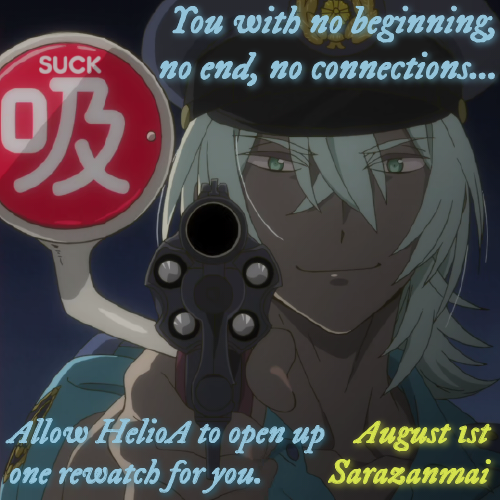 You with no beginning,
no end, no connections...
SUCK
吸
Allow HelioA to open up
one rewatch for you.
August 1st
Sarazanmai